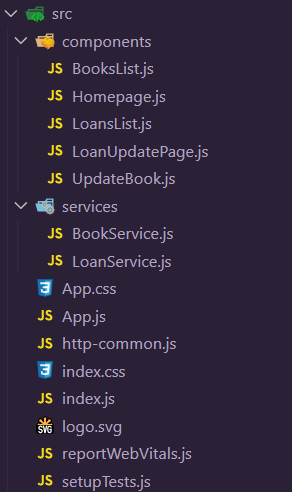 src
components
JS BooksList.js
JS Homepage.js
JS LoansList.js
JS LoanUpdatePage.js
JS UpdateBook.js
services
JS BookService.js
JS LoanService.js
App.css
JS App.js
JS http-common.js
index.css
JS index.js
SVG logo.svg
JS reportWebVitals.js
JS setupTests.js